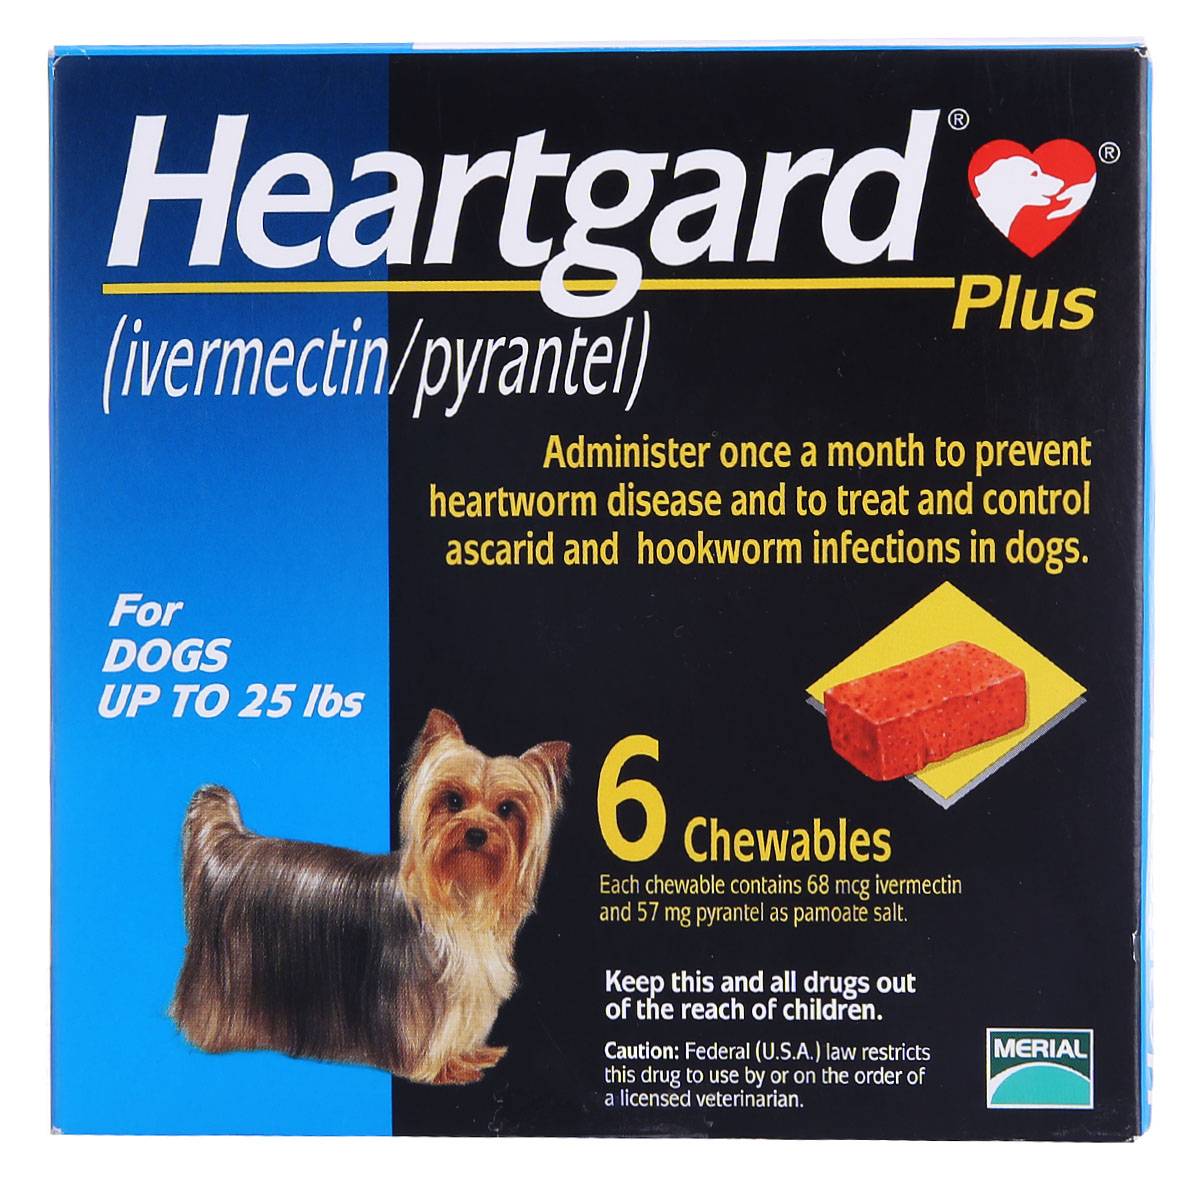 Heartgard®
®
Plus
(ivermectin/pyrantel)
Administer once a month to prevent
heartworm disease and to treat and control
ascarid and hookworm infections in dogs.
For
DOGS
UP TO 25 lbs
6 Chewables
Each chewable contains 68 mcg ivermectin
and 57 mg pyrantel as pamoate salt.
Keep this and all drugs out
of the reach of children.
Caution: Federal (U.S.A.) law restricts
this drug to use by or on the order of
a licensed veterinarian.
MERIAL